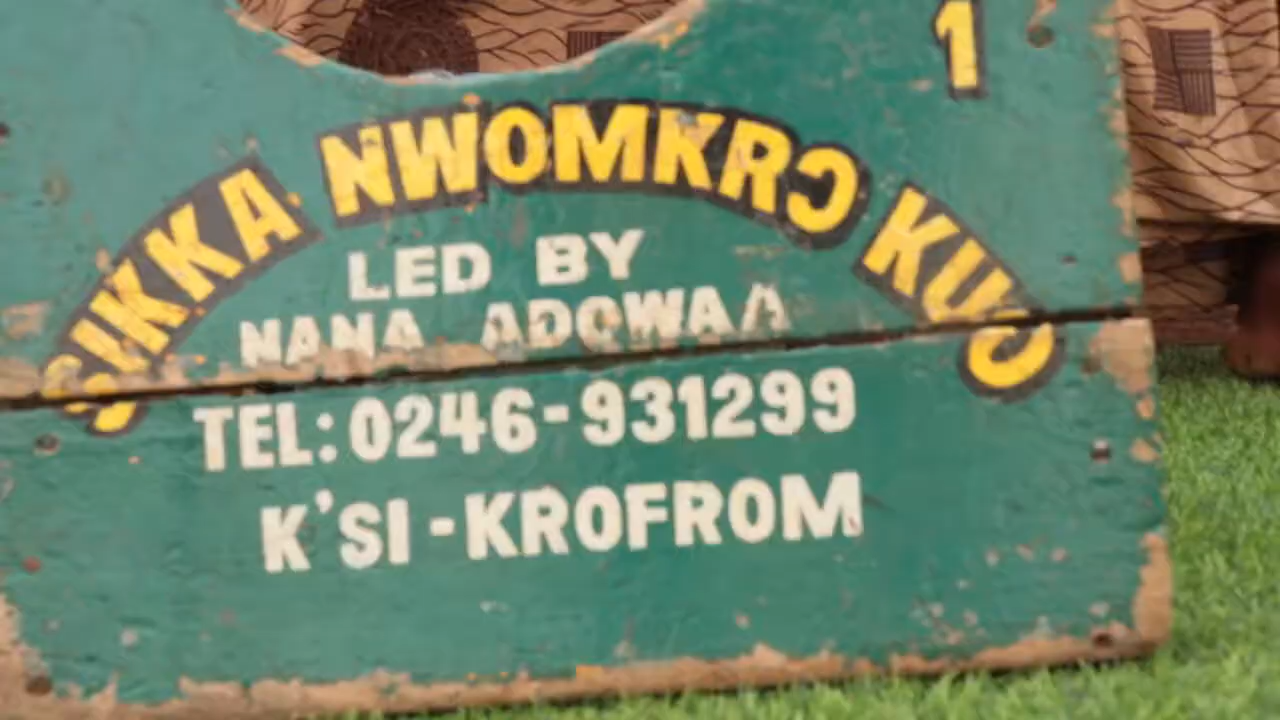 1
SIKKA NWOMKRƆ KUO
LED BY
NANA ADOWAA
TEL: 0246-931299
K'SI - KROFROM